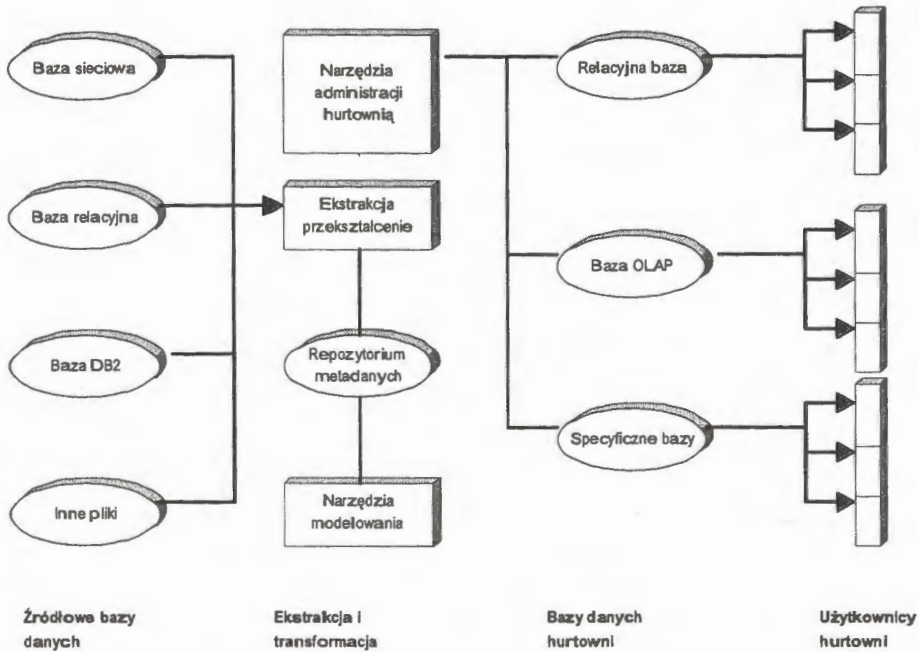 Baza sieciowa
Baza relacyjna
Baza DB2
Inne pliki
Narzędzia
administracji
hurtownią
Ekstrakcja
przekształcenie
Repozytorium
metadanych
Narzędzia
modelowania
Relacyjna baza
Baza OLAP
Specyficzne bazy
Źródłowe bazy
danych
Ekstrakcja i
transformacja
Bazy danych
hurtowni
Użytkownicy
hurtowni